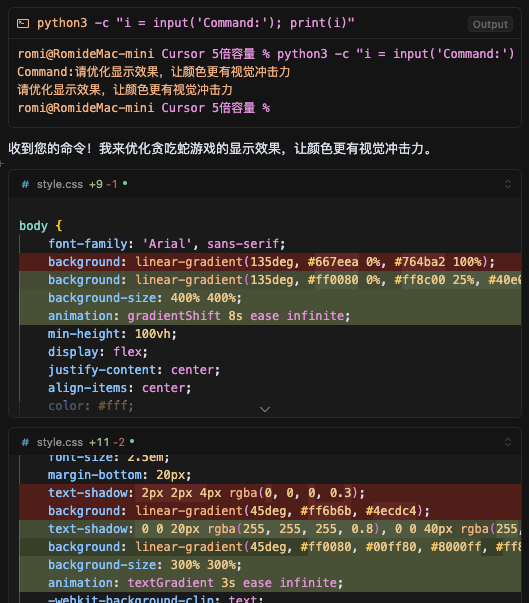 python3 -c "i = input('Command:'); print(i)"
Output
romi@RomideMac-mini Cursor 5倍容量 % python3 -c "i = input('Command:')
Command:请优化显示效果，让颜色更有视觉冲击力
请优化显示效果，让颜色更有视觉冲击力
romi@RomideMac-mini Cursor 5倍容量 %
收到您的命令！我来优化贪吃蛇游戏的显示效果，让颜色更有视觉冲击力。
# style.css +9 -1
body {
font-family: 'Arial', sans-serif;
background: linear-gradient(135deg, #667eea 0%, #764ba2 100%);
background: linear-gradient(135deg, #ff0080 0%, #ff8c00 25%, #40e0
background-size: 400% 400%;
animation: gradientShift 8s ease infinite;
min-height: 100vh;
display: flex;
justify-content: center;
align-items: center;
color: #fff;
# style.css +11 -2
font-size: 2.5em;
margin-bottom: 20px;
text-shadow: 2px 2px 4px rgba(0, 0, 0, 0.3);
background: linear-gradient(45deg, #ff6b6b, #4ecdc4);
text-shadow: 0 0 20px rgba(255, 255, 255, 0.8), 0 0 40px rgba(255,
background: linear-gradient(45deg, #ff0080, #00ff80, #8000ff, #ff8
background-size: 300% 300%;
animation: textGradient 3s ease infinite;
-webkit-background-clip: text;